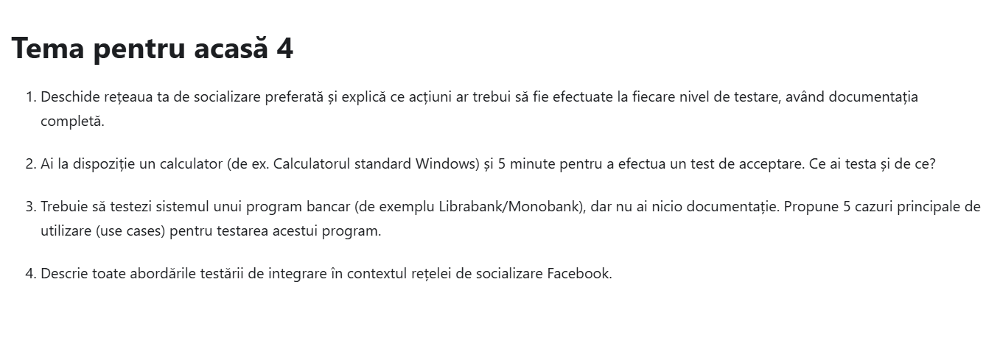 Tema pentru acasă 4
1. Deschide rețeaua ta de socializare preferată și explică ce acțiuni ar trebui să fie efectuate la fiecare nivel de testare, având documentația
completă.
2. Ai la dispoziție un calculator (de ex. Calculatorul standard Windows) și 5 minute pentru a efectua un test de acceptare. Ce ai testa și de ce?
3. Trebuie să testezi sistemul unui program bancar (de exemplu Librabank/Monobank), dar nu ai nicio documentație. Propune 5 cazuri principale de
utilizare (use cases) pentru testarea acestui program.
4. Descrie toate abordările testării de integrare în contextul rețelei de socializare Facebook.